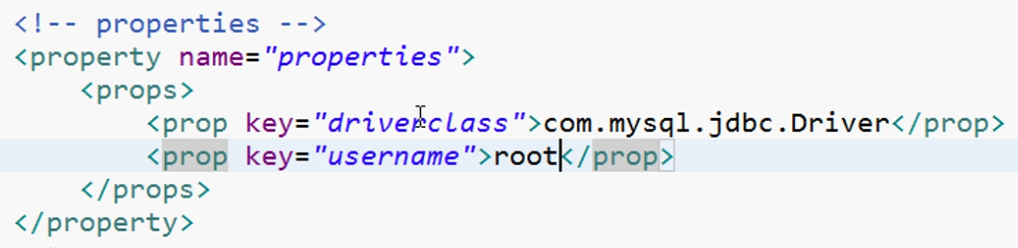 <!-- properties -->
<property name="properties">
<props>
<prop key="driverclass">com.mysql.jdbc.Driver</prop>
<prop key="username">root</prop>
</props>
</property>